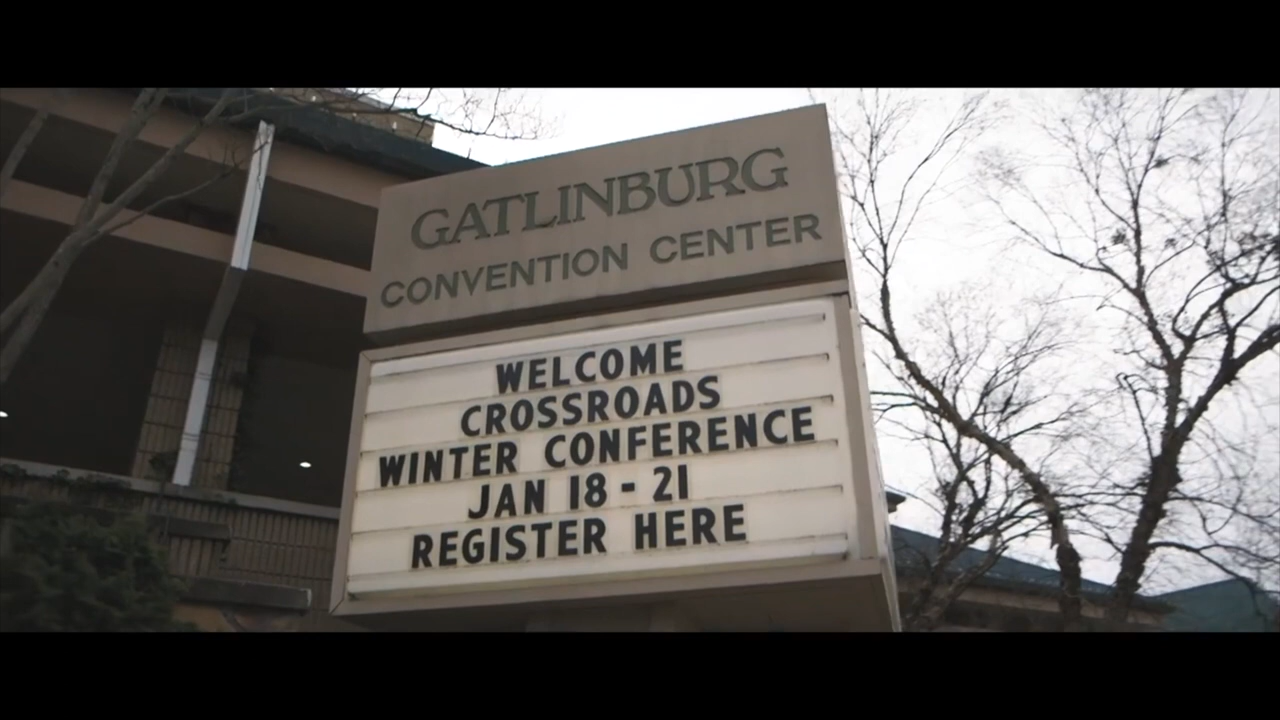 GATLINBURG
CONVENTION CENTER
WELCOME
CROSSROADS
WINTER CONFERENCE
JAN 18 - 21
REGISTER HERE